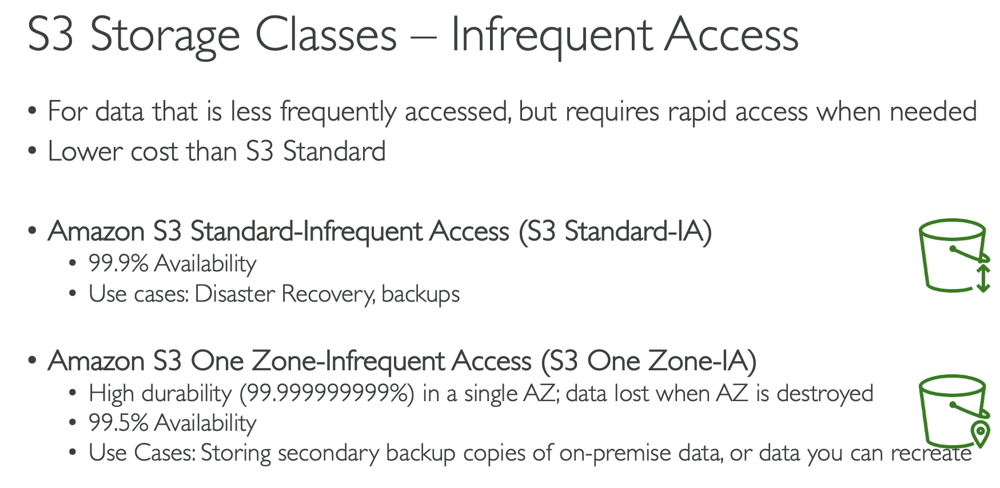 S3 Storage Classes – Infrequent Access
• For data that is less frequently accessed, but requires rapid access when needed
• Lower cost than S3 Standard
• Amazon S3 Standard-Infrequent Access (S3 Standard-IA)
• 99.9% Availability
• Use cases: Disaster Recovery, backups
• Amazon S3 One Zone-Infrequent Access (S3 One Zone-IA)
• High durability (99.999999999%) in a single AZ; data lost when AZ is destroyed
• 99.5% Availability
• Use Cases: Storing secondary backup copies of on-premise data, or data you can recreate